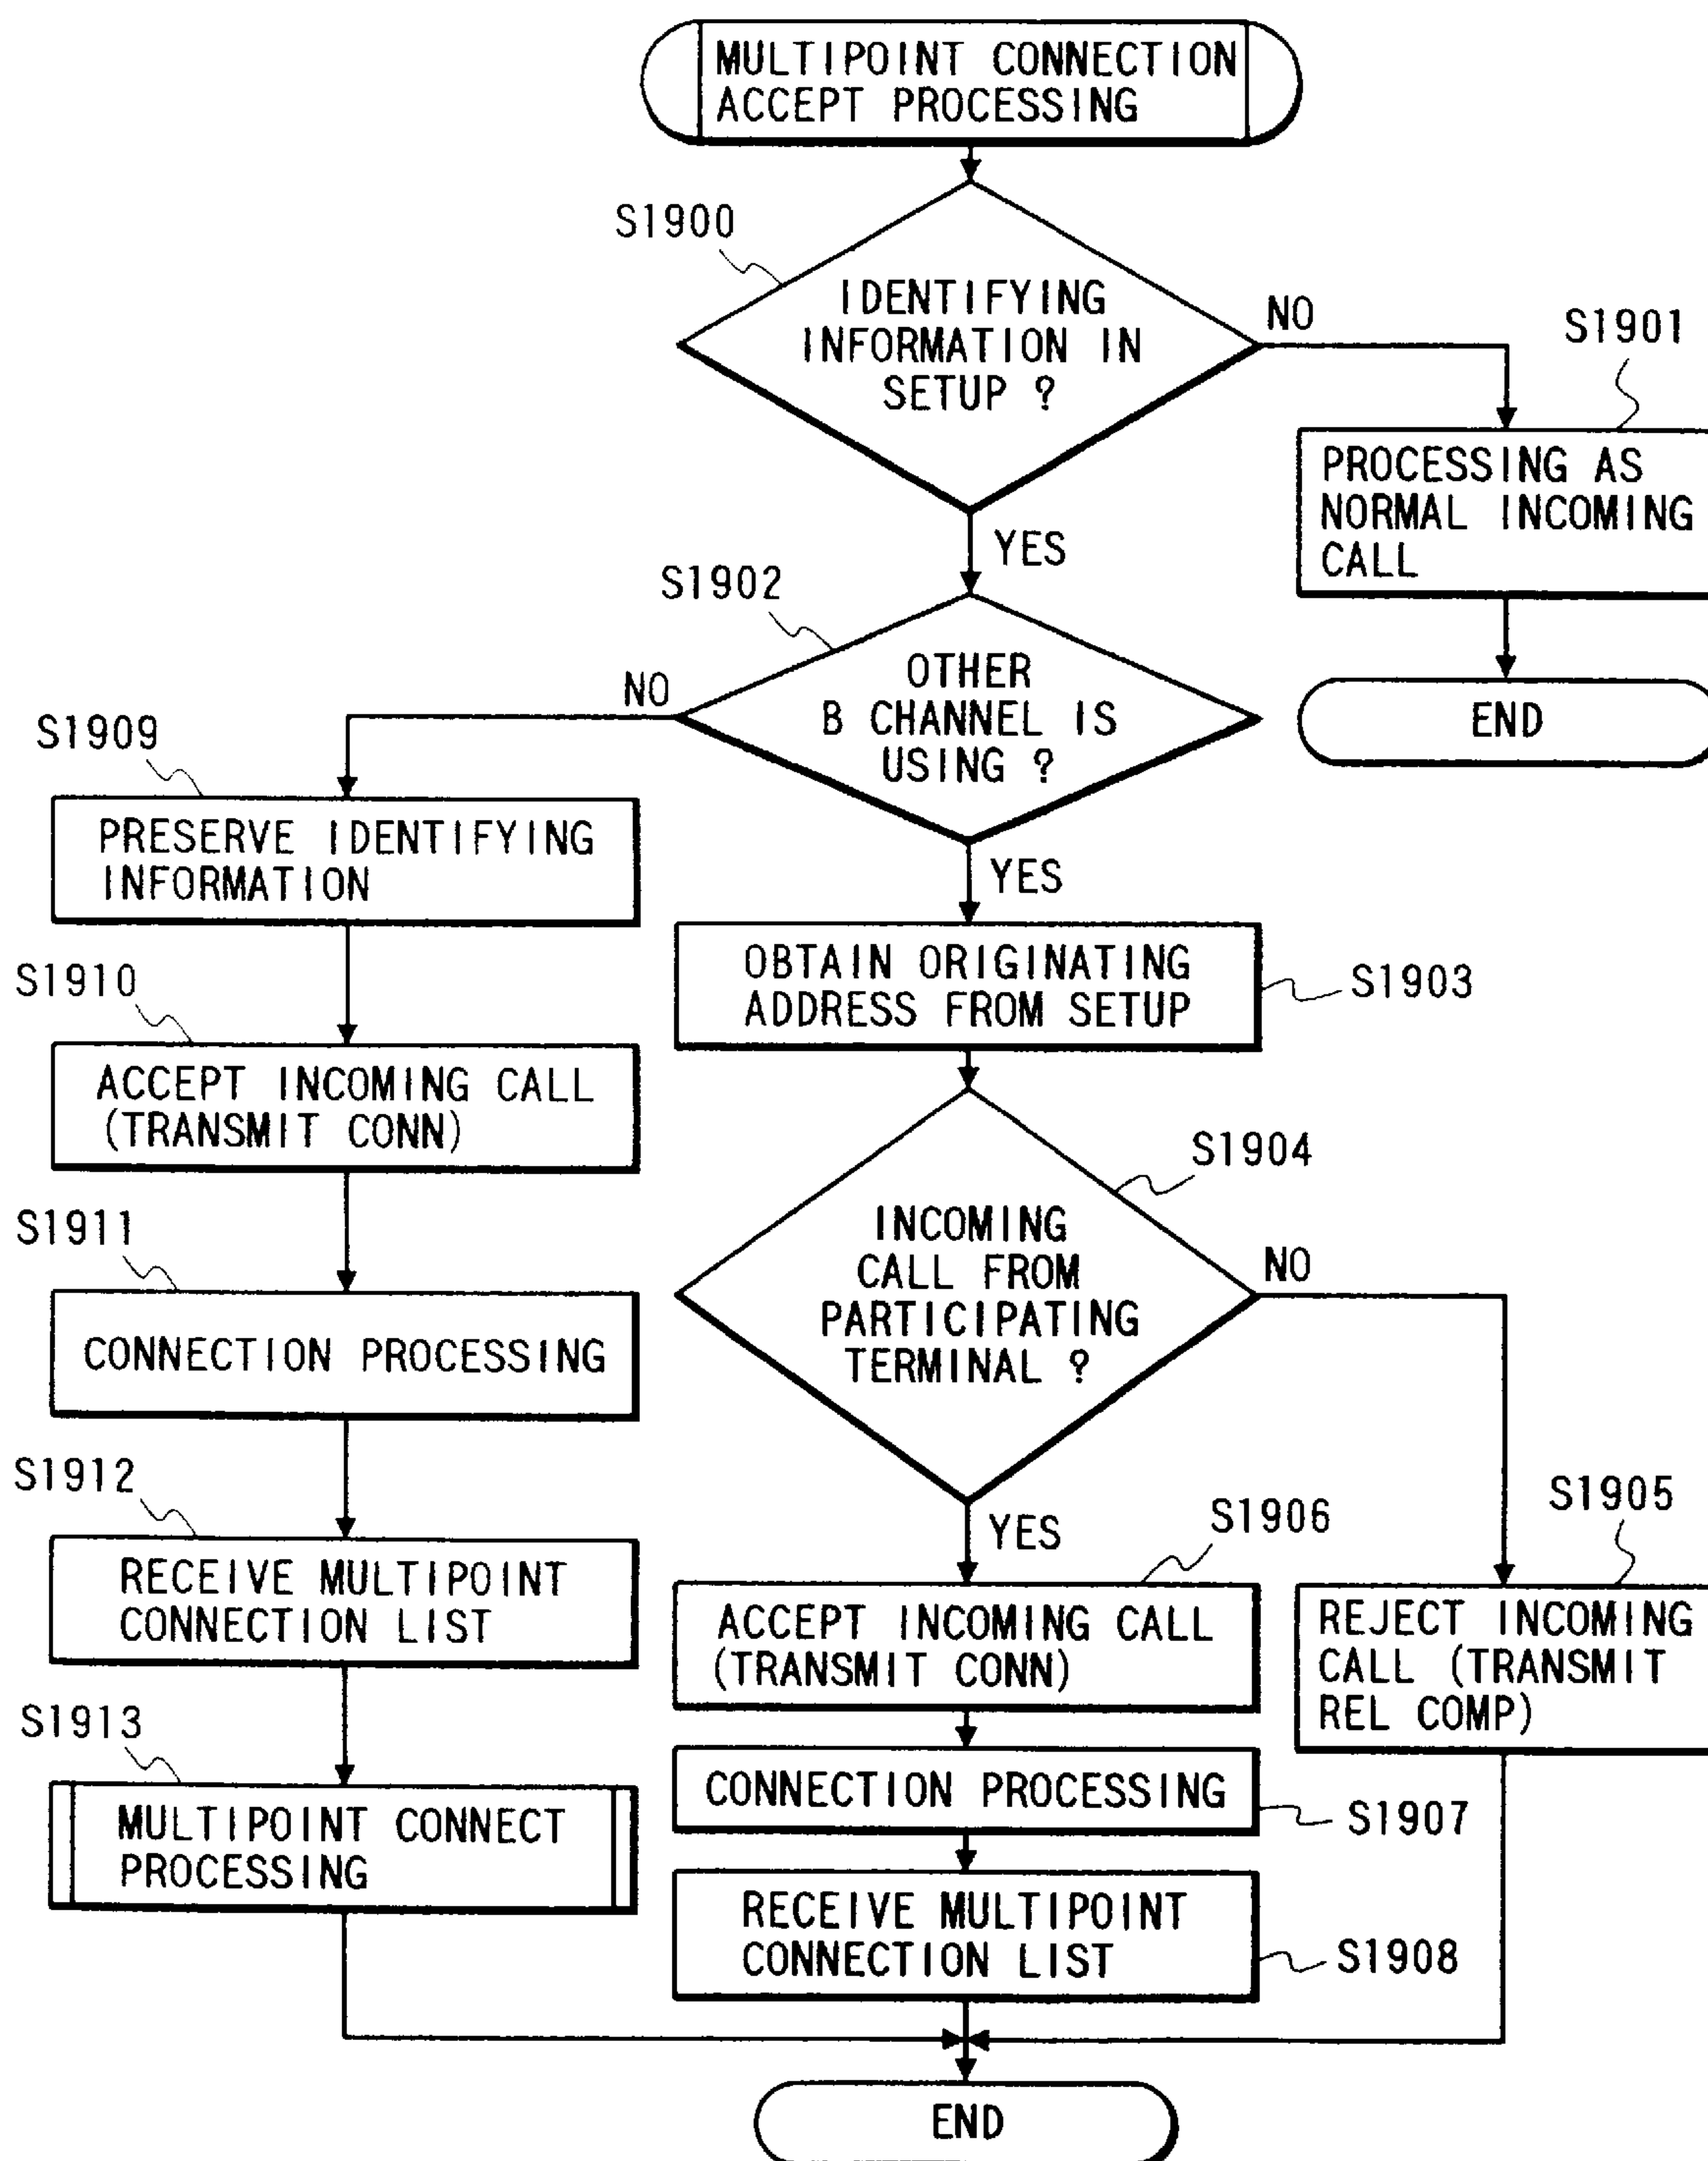 MULTIPOINT CONNECTION
ACCEPT PROCESSING
S1900
IDENTIFYING
INFORMATION IN
SETUP ?
NO
S1901
PROCESSING AS
NORMAL INCOMING
CALL
END
YES
S1902
OTHER
B CHANNEL IS
USING ?
NO
YES
S1909
PRESERVE IDENTIFYING
INFORMATION
S1910
ACCEPT INCOMING CALL
(TRANSMIT CONN)
S1911
CONNECTION PROCESSING
S1912
RECEIVE MULTIPOINT
CONNECTION LIST
S1913
MULTIPOINT CONNECT
PROCESSING
OBTAIN ORIGINATING
ADDRESS FROM SETUP
S1903
S1904
INCOMING
CALL FROM
PARTICIPATING
TERMINAL ?
NO
YES
S1905
REJECT INCOMING
CALL (TRANSMIT
REL COMP)
S1906
ACCEPT INCOMING CALL
(TRANSMIT CONN)
CONNECTION PROCESSING
S1907
RECEIVE MULTIPOINT
CONNECTION LIST
S1908
END